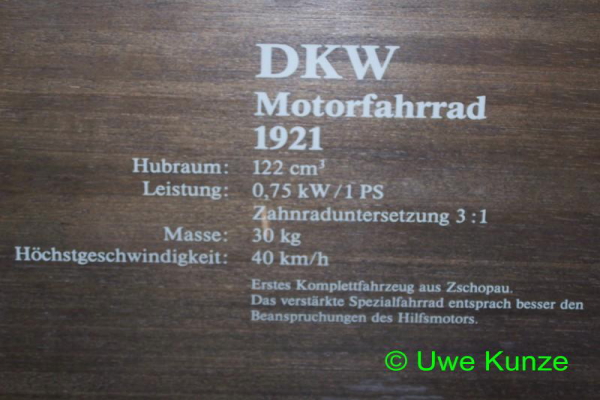 DKW
Motorfahrrad
1921
Hubraum: 122 cm³
Leistung: 0,75 kW/1 PS
Zahnraduntersetzung 3:1
Masse: 30 kg
Höchstgeschwindigkeit: 40 km/h
Erstes Komplettfahrzeug aus Zschopau.
Das verstärkte Spezialfahrrad entsprach besser den
Beanspruchungen des Hilfsmotors.
© Uwe Kunze